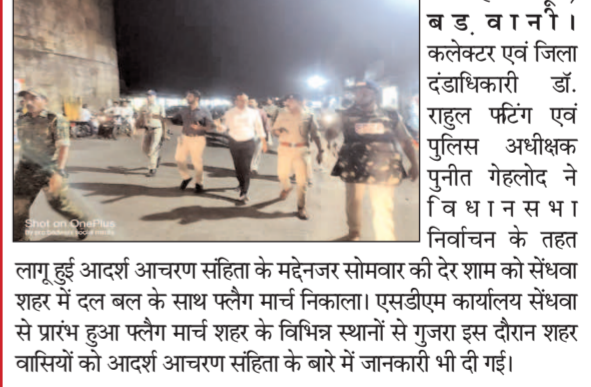 Shot on OnePlus
बड़वानी।
कलेक्टर एवं जिला
दंडाधिकारी डॉ.
राहुल फटिंग एवं
पुलिस अधीक्षक
पुनीत गेहलोद ने
विधानसभा
निर्वाचन के तहत
लागू हुई आदर्श आचरण संहिता के मद्देनजर सोमवार की देर शाम को सेंधवा
शहर में दल बल के साथ फ्लैग मार्च निकाला। एसडीएम कार्यालय सेंधवा
से प्रारंभ हुआ फ्लैग मार्च शहर के विभिन्न स्थानों से गुजरा इस दौरान शहर
वासियों को आदर्श आचरण संहिता के बारे में जानकारी भी दी गई।